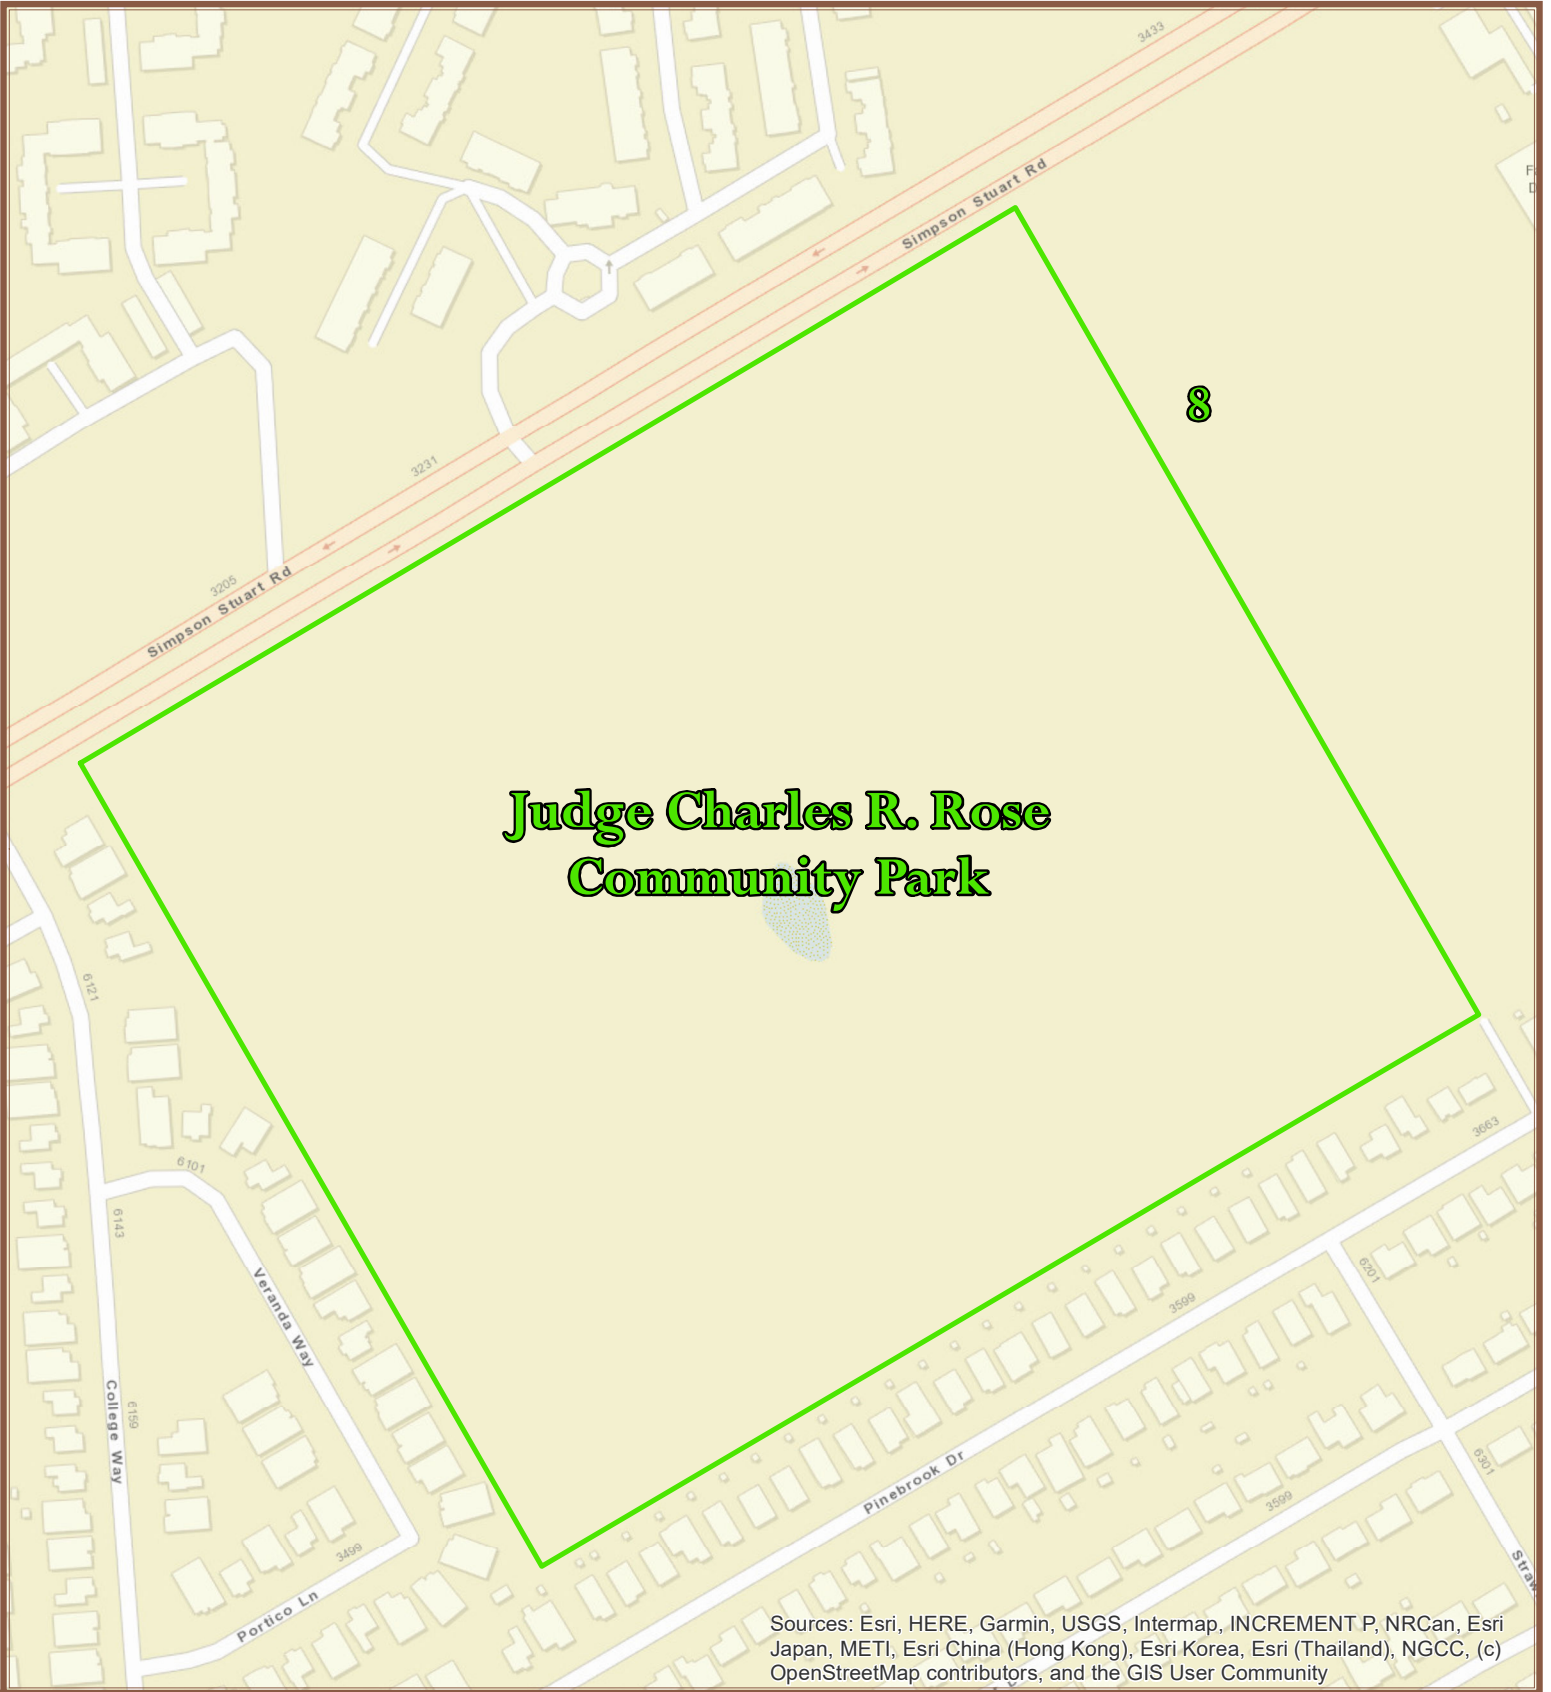 3433
Simpson Stuart Rd
8
3231
3205
Simpson Stuart Rd
Judge Charles R. Rose
Community Park
6121
6101
6143
3663
6201
Veranda Way
3599
College Way
6159
Pinebrook Dr
6301
3599
3499
Portico Ln
Sources: Esri, HERE, Garmin, USGS, Intermap, INCREMENT P, NRCan, Esri
Japan, METI, Esri China (Hong Kong), Esri Korea, Esri (Thailand), NGCC, (c)
OpenStreetMap contributors, and the GIS User Community